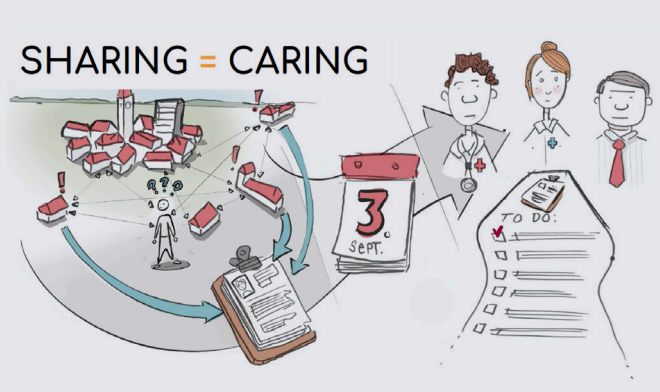 SHARING = CARING
! !
! ? ? ?
3.
SEPT.
TO DO: